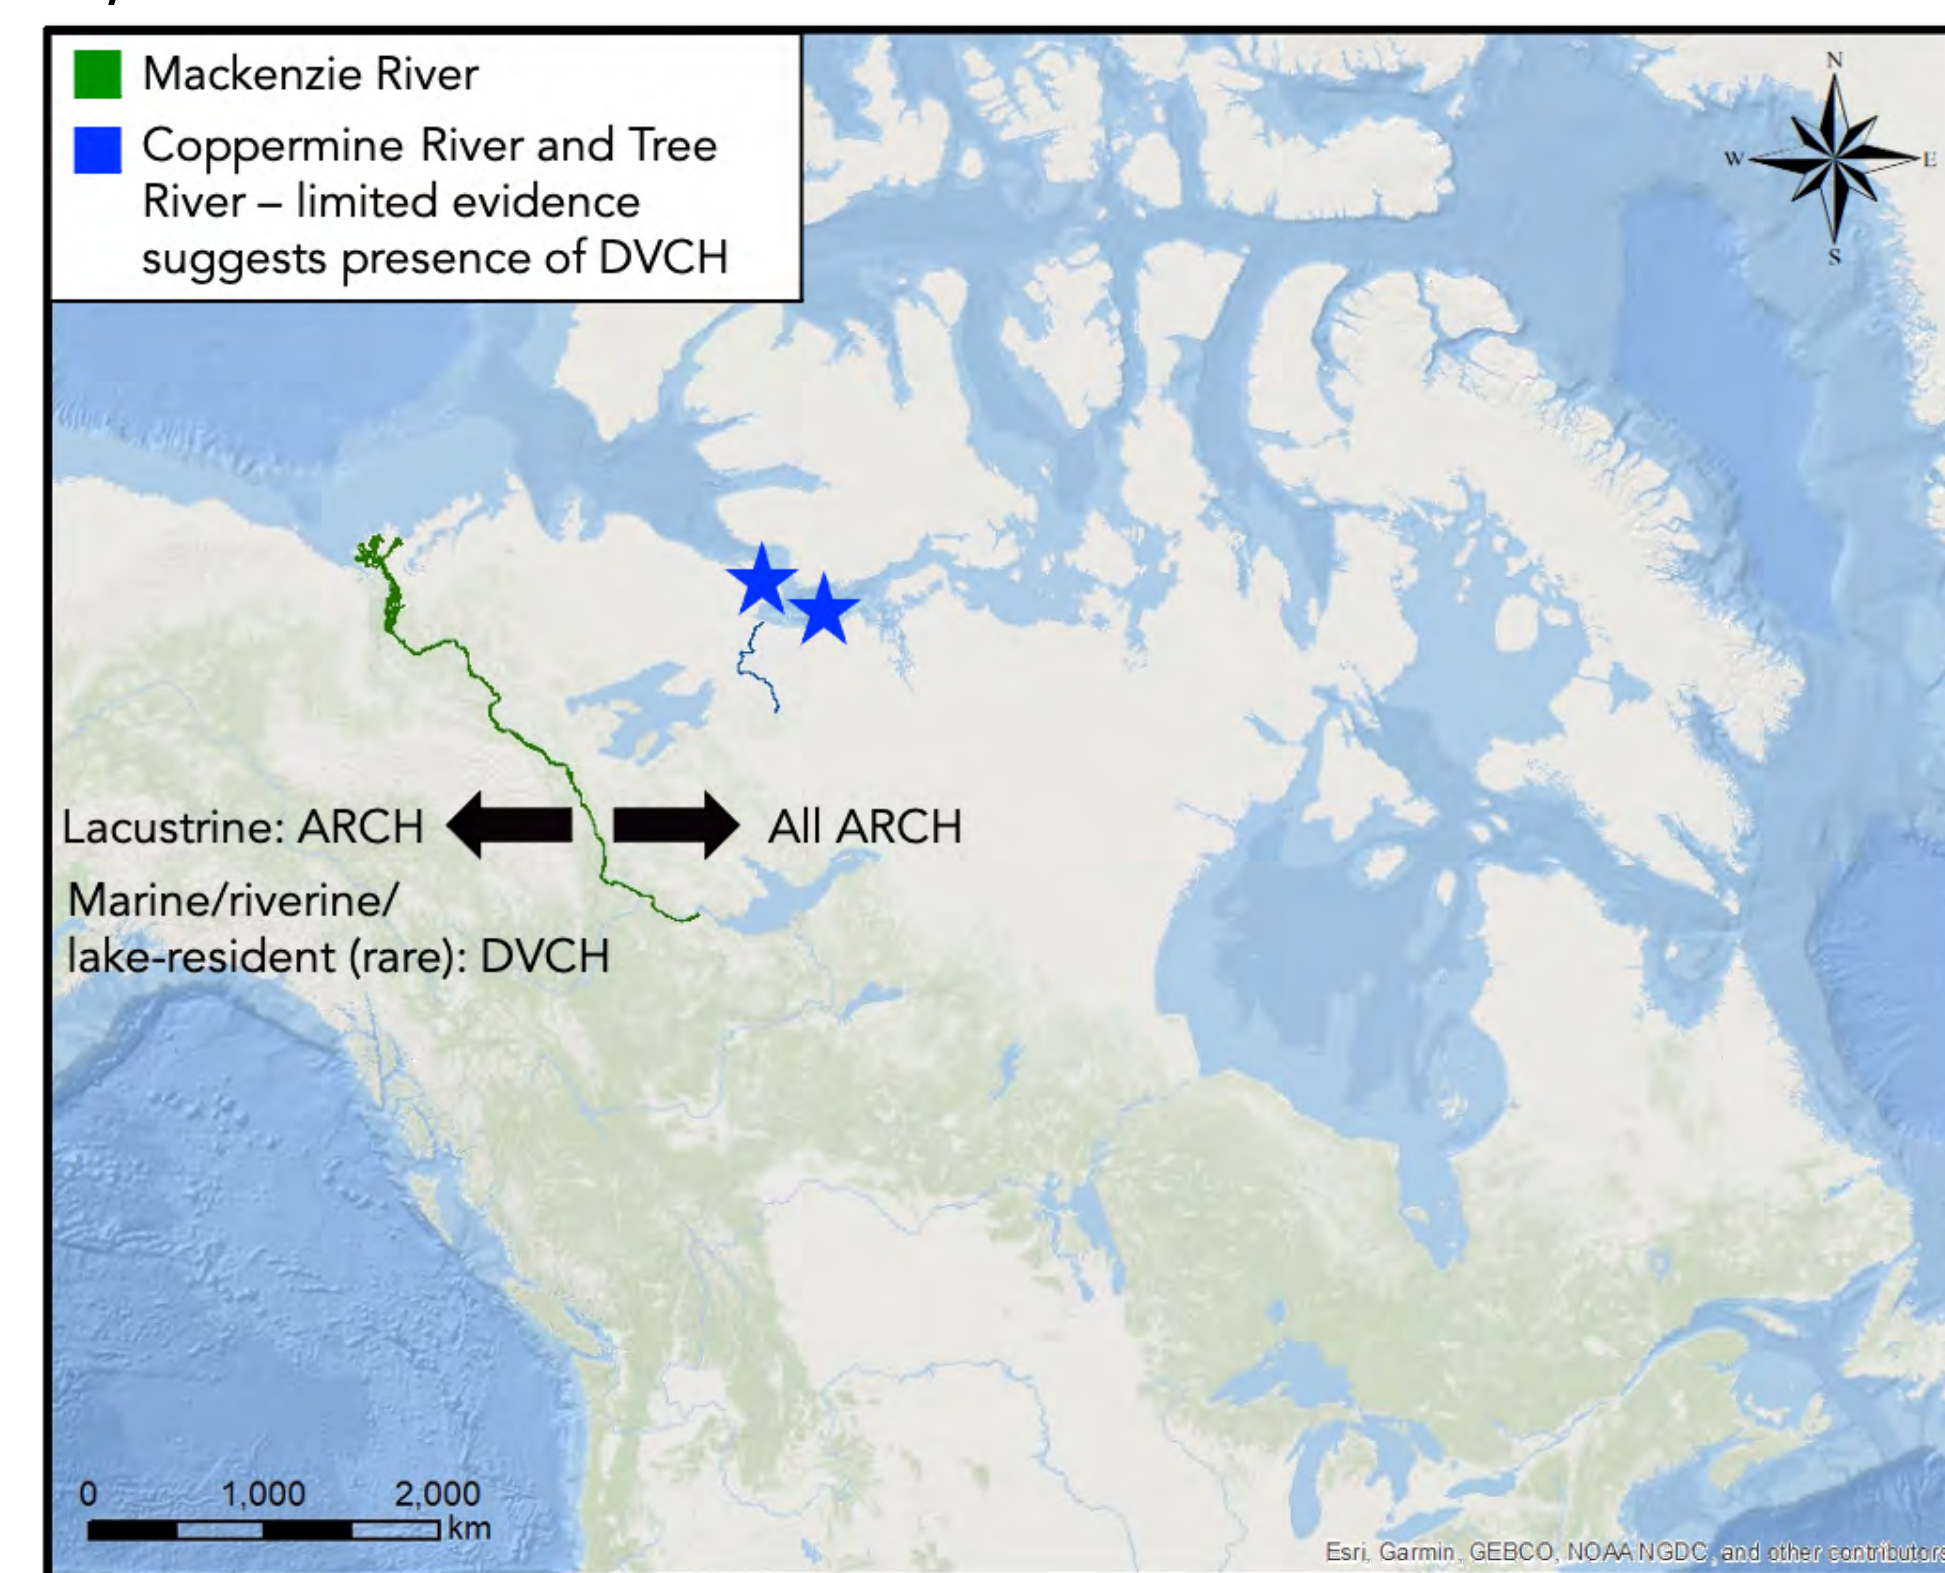 Mackenzie River
Coppermine River and Tree
River – limited evidence
suggests presence of DVCH
N
W
E
S
Lacustrine: ARCH
All ARCH
Marine/riverine/
lake-resident (rare): DVCH
0 1,000 2,000
km
Esri, Garmin, GEBCO, NOAA NGDC, and other contributors